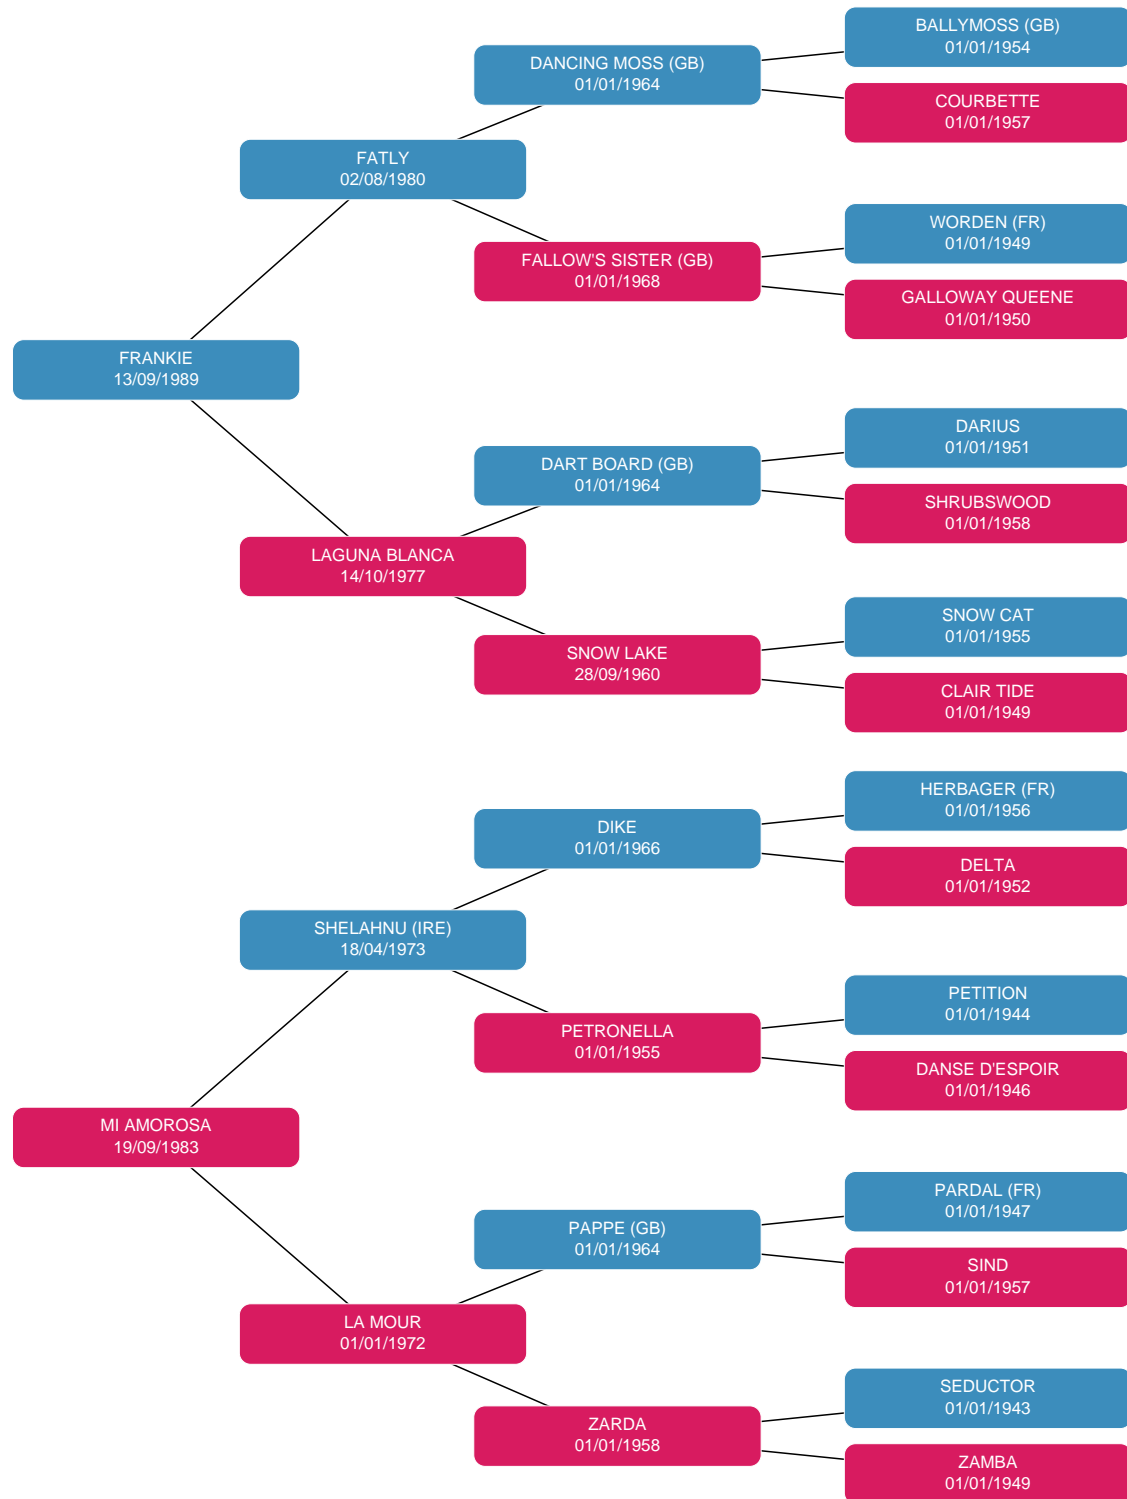 BALLYMOSS (GB)
01/01/1954
DANCING MOSS (GB)
01/01/1964
COURBETTE
01/01/1957
FATLY
02/08/1980
WORDEN (FR)
01/01/1949
FALLOW'S SISTER (GB)
01/01/1968
GALLOWAY QUEENE
01/01/1950
FRANKIE
13/09/1989
DARIUS
01/01/1951
DART BOARD (GB)
01/01/1964
SHRUBSWOOD
01/01/1958
LAGUNA BLANCA
14/10/1977
SNOW CAT
01/01/1955
SNOW LAKE
28/09/1960
CLAIR TIDE
01/01/1949
HERBAGER (FR)
01/01/1956
DIKE
01/01/1966
DELTA
01/01/1952
SHELAHNU (IRE)
18/04/1973
PETITION
01/01/1944
PETRONELLA
01/01/1955
DANSE D'ESPOIR
01/01/1946
MI AMOROSA
19/09/1983
PARDAL (FR)
01/01/1947
PAPPE (GB)
01/01/1964
SIND
01/01/1957
LA MOUR
01/01/1972
SEDUCTOR
01/01/1943
ZARDA
01/01/1958
ZAMBA
01/01/1949